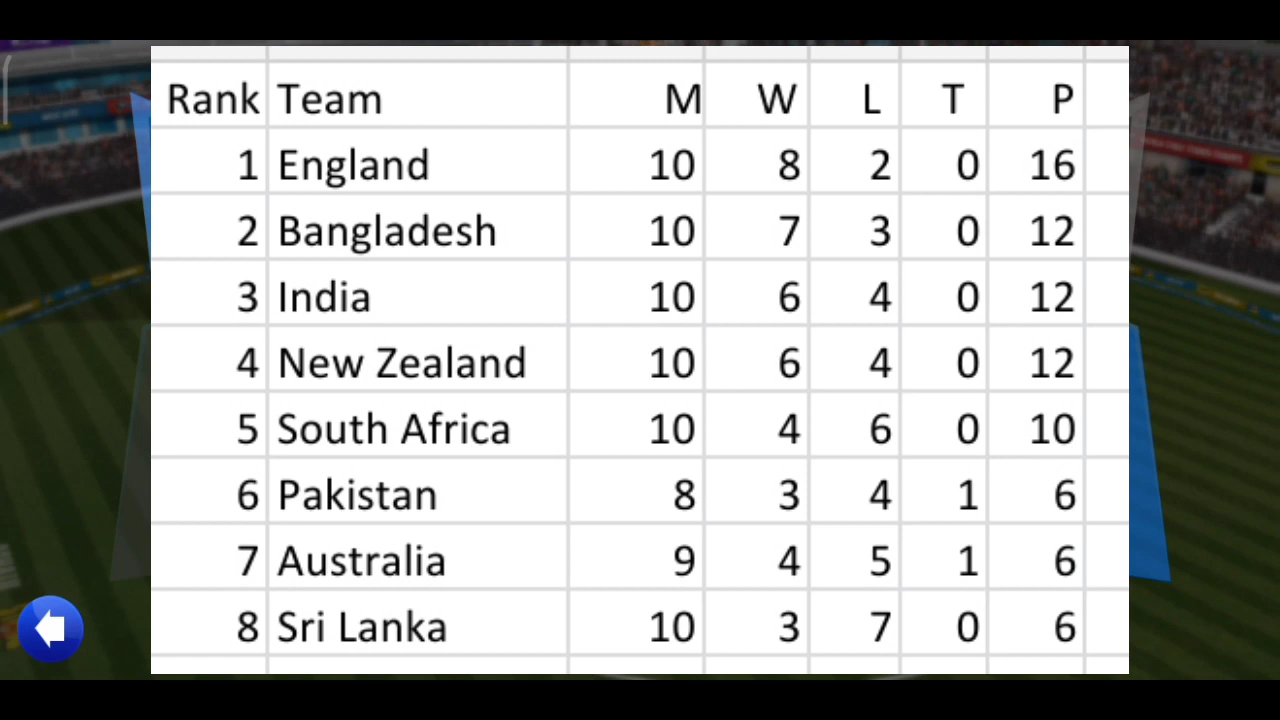 Rank Team M W L T P
1 England 10 8 2 0 16
2 Bangladesh 10 7 3 0 12
3 India 10 6 4 0 12
4 New Zealand 10 6 4 0 12
5 South Africa 10 4 6 0 10
6 Pakistan 8 3 4 1 6
7 Australia 9 4 5 1 6
8 Sri Lanka 10 3 7 0 6